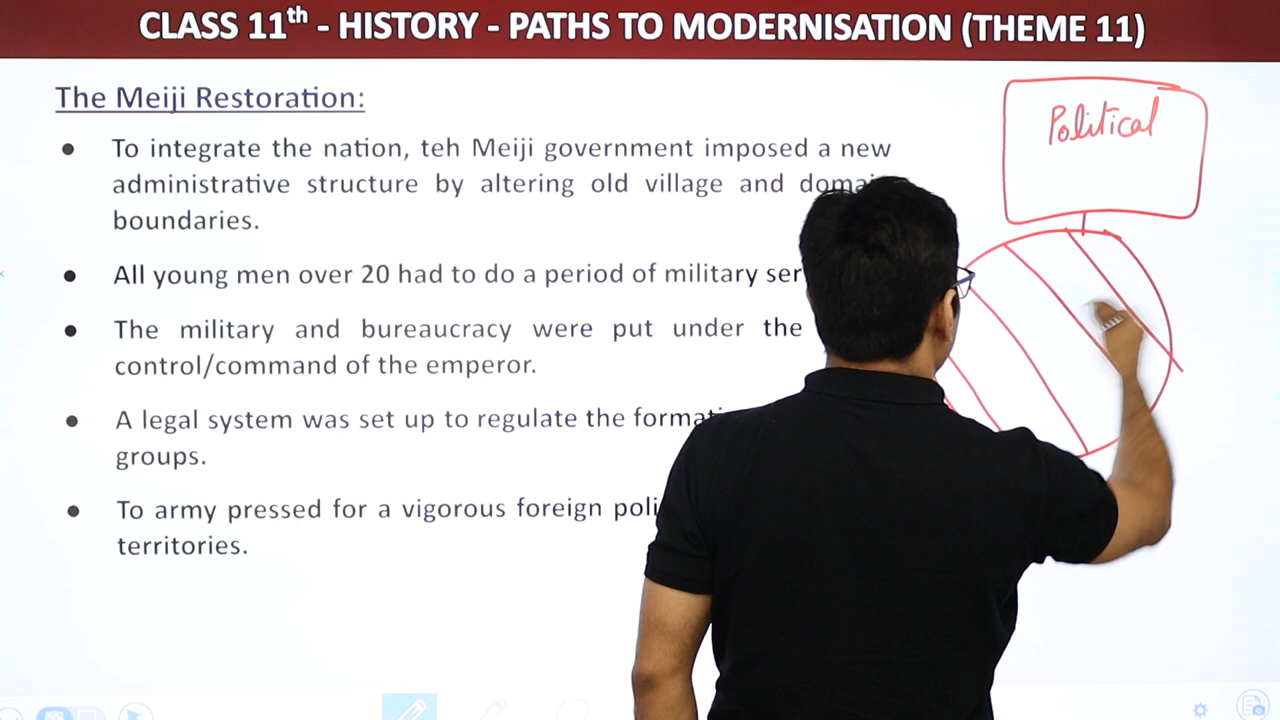 CLASS 11th - HISTORY - PATHS TO MODERNISATION (THEME 11)
The Meiji Restoration:
Political
• To integrate the nation, teh Meiji government imposed a new
administrative structure by altering old village and
boundaries.
• All young men over 20 had to do a period of military
• The military and bureaucracy were put under the
control/command of the emperor.
• A legal system was set up to regulate the
groups.
• To army pressed for a vigorous foreign
territories.